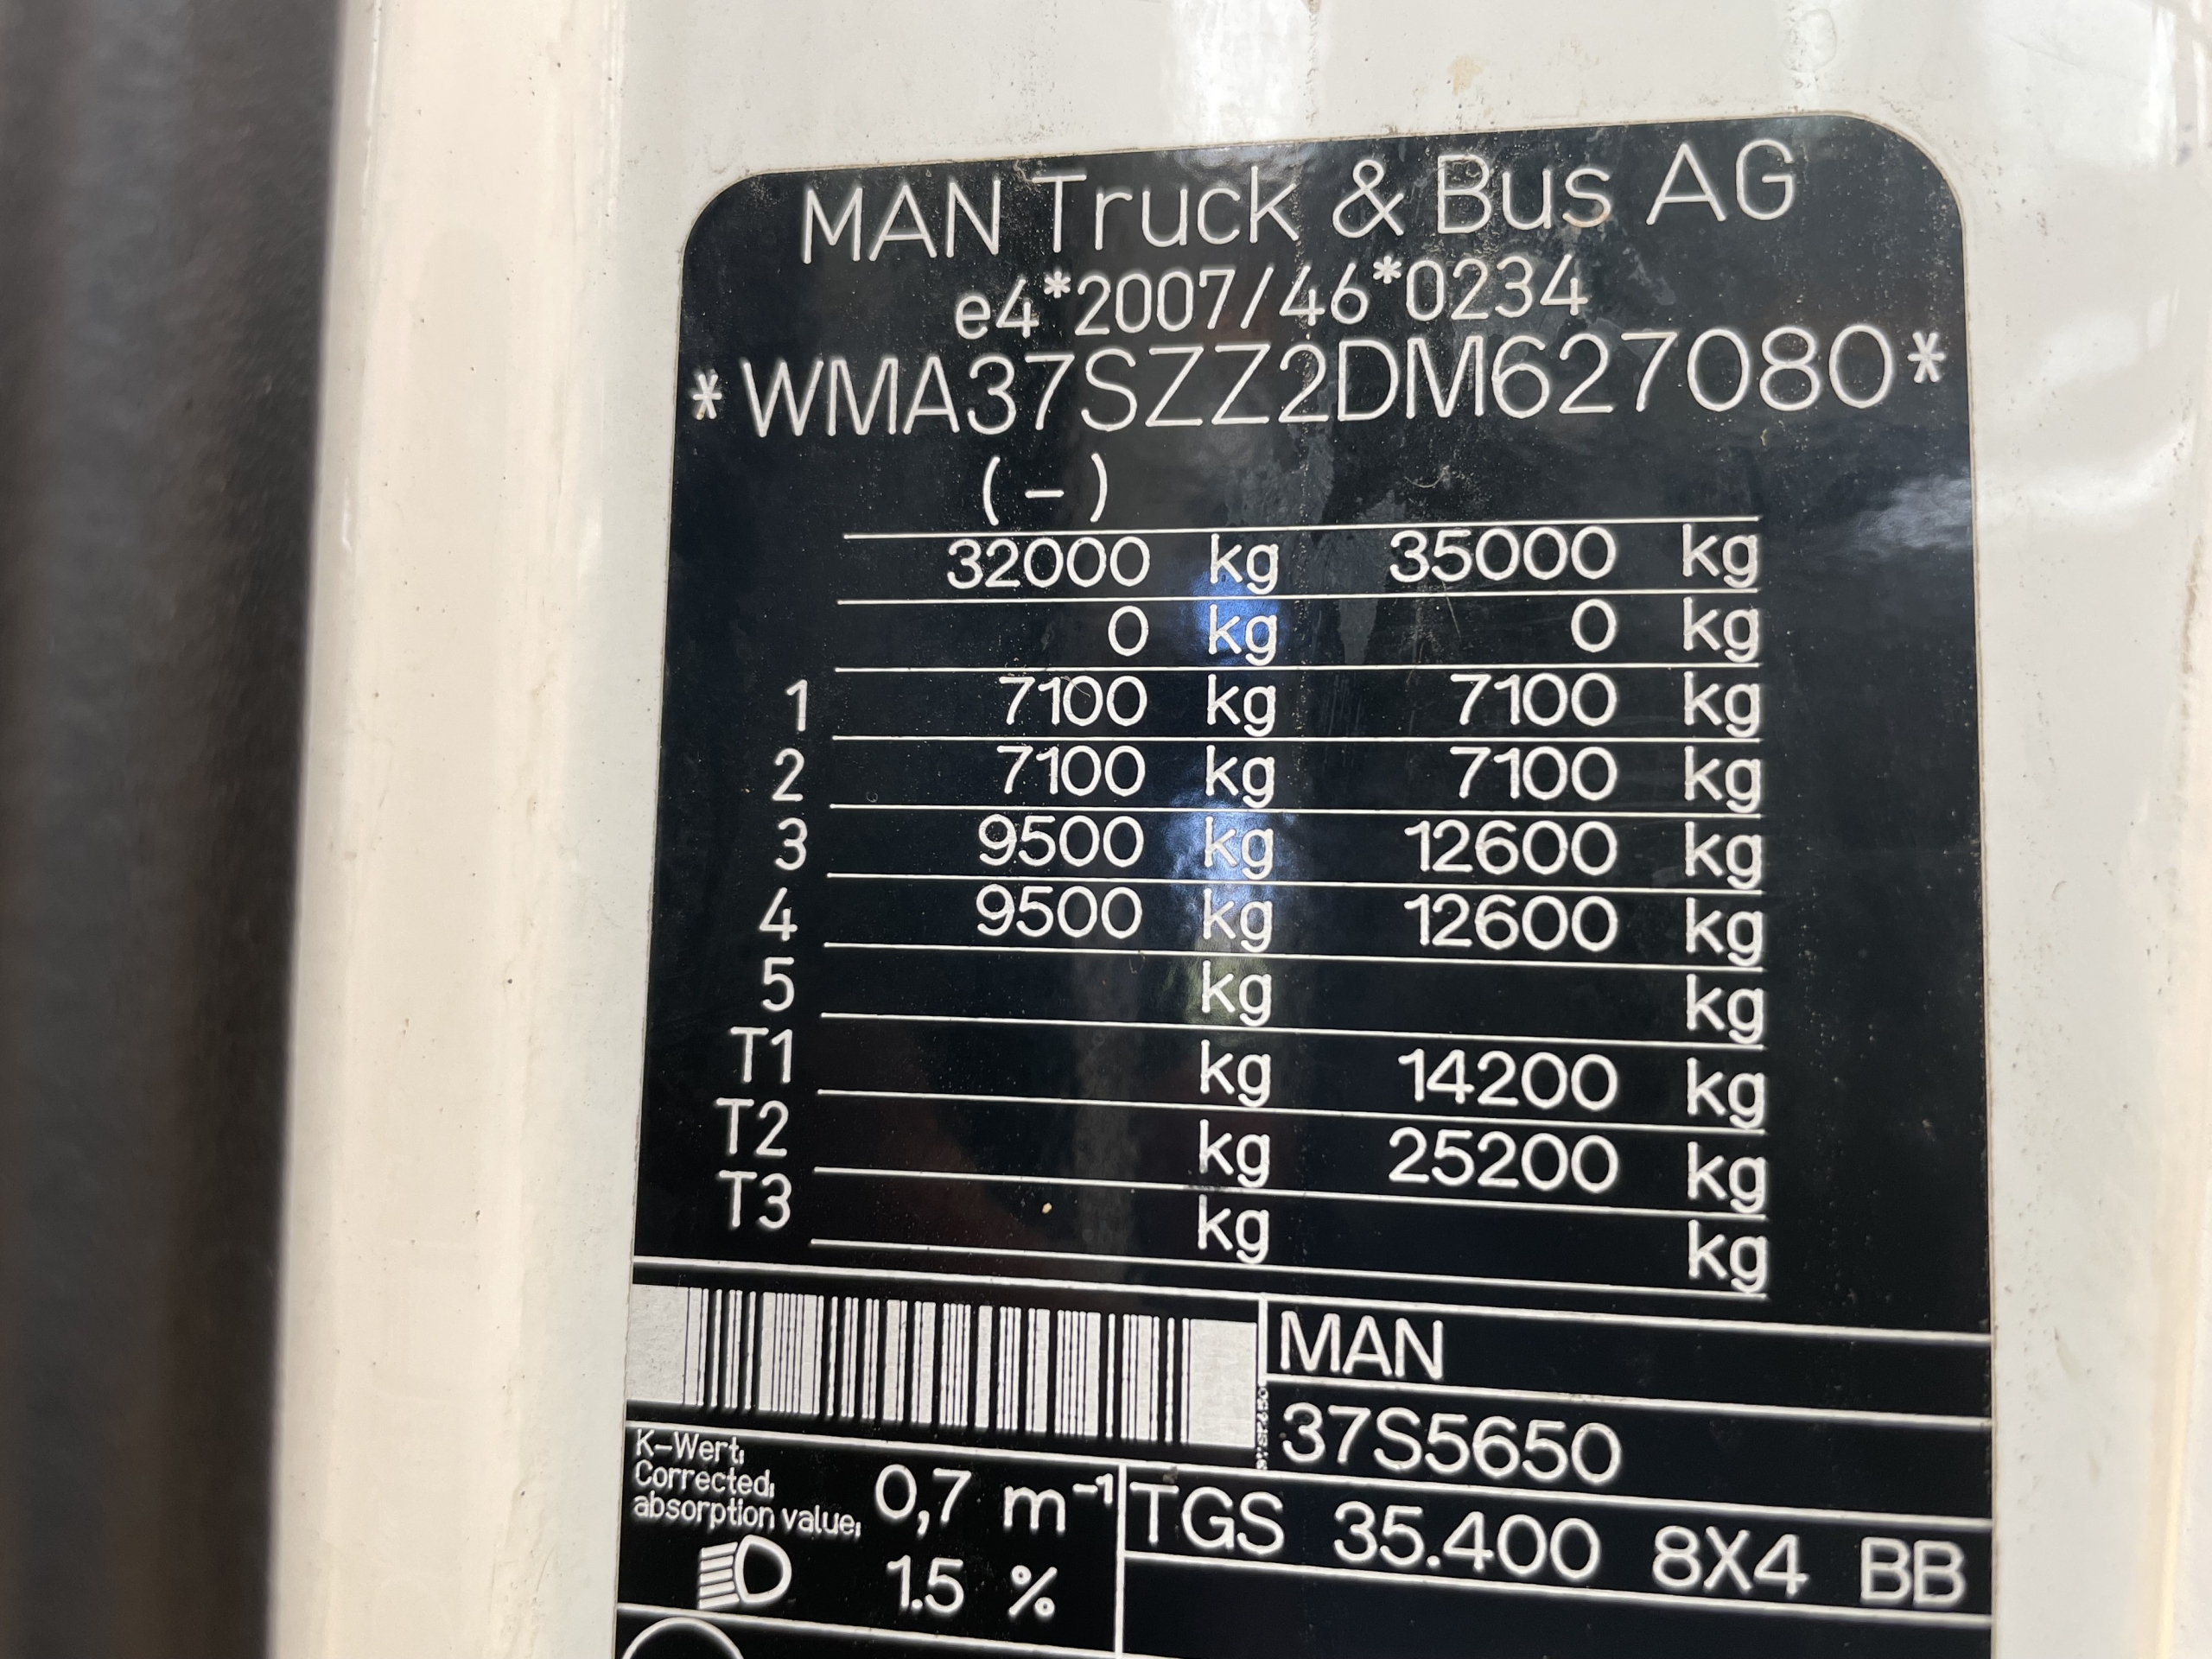 MAN Truck & Bus AG
e4*2007/46*0234
*WMA37SZZ2DM627080*
(-)
32000 kg 35000 kg
0 kg 0 kg
1 7100 kg 7100 kg
2 7100 kg 7100 kg
3 9500 kg 12600 kg
4 9500 kg 12600 kg
5 kg kg
T1 kg 14200 kg
T2 kg 25200 kg
T3 kg kg
MAN
37S5650
K-Wert,
Corrected,
absorption value, 0,7 m⁻¹
TGS 35.400 8X4 BB
1.5 %